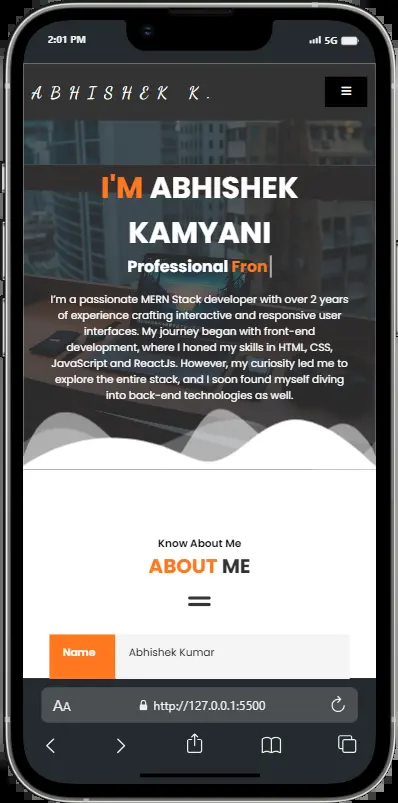 2:01 PM
5G
ABHISHEK K.
I'M ABHISHEK
KAMYANI
Professional Fron
I'm a passionate MERN Stack developer with over 2 years
of experience crafting interactive and responsive user
interfaces. My journey began with front-end
development, where I honed my skills in HTML, CSS,
JavaScript and ReactJs. However, my curiosity led me to
explore the entire stack, and I soon found myself diving
into back-end technologies as well.
Know About Me
ABOUT ME
Name Abhishek Kumar
AA http://127.0.0.1:5500